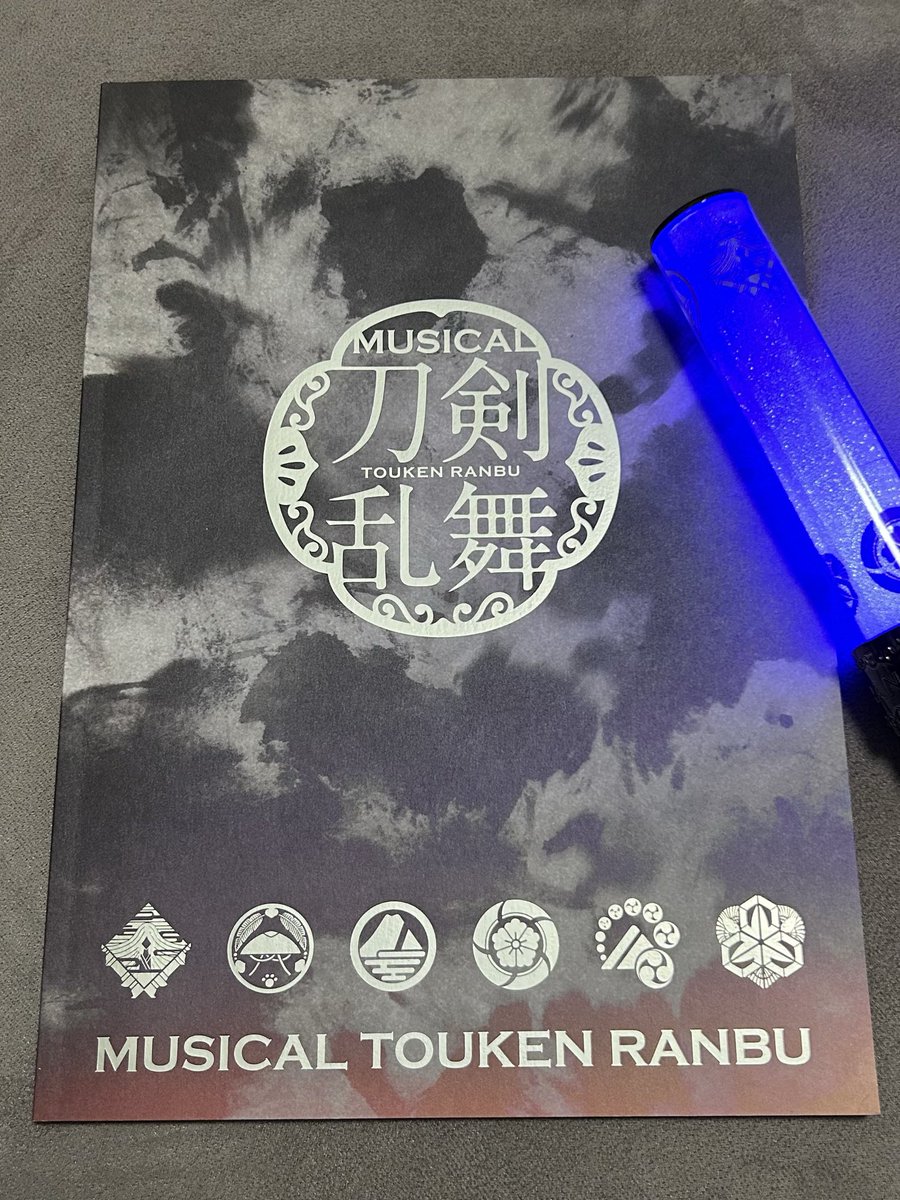 MUSICAL
刀剣
TOUKEN RANBU
乱舞
MUSICAL TOUKEN RANBU